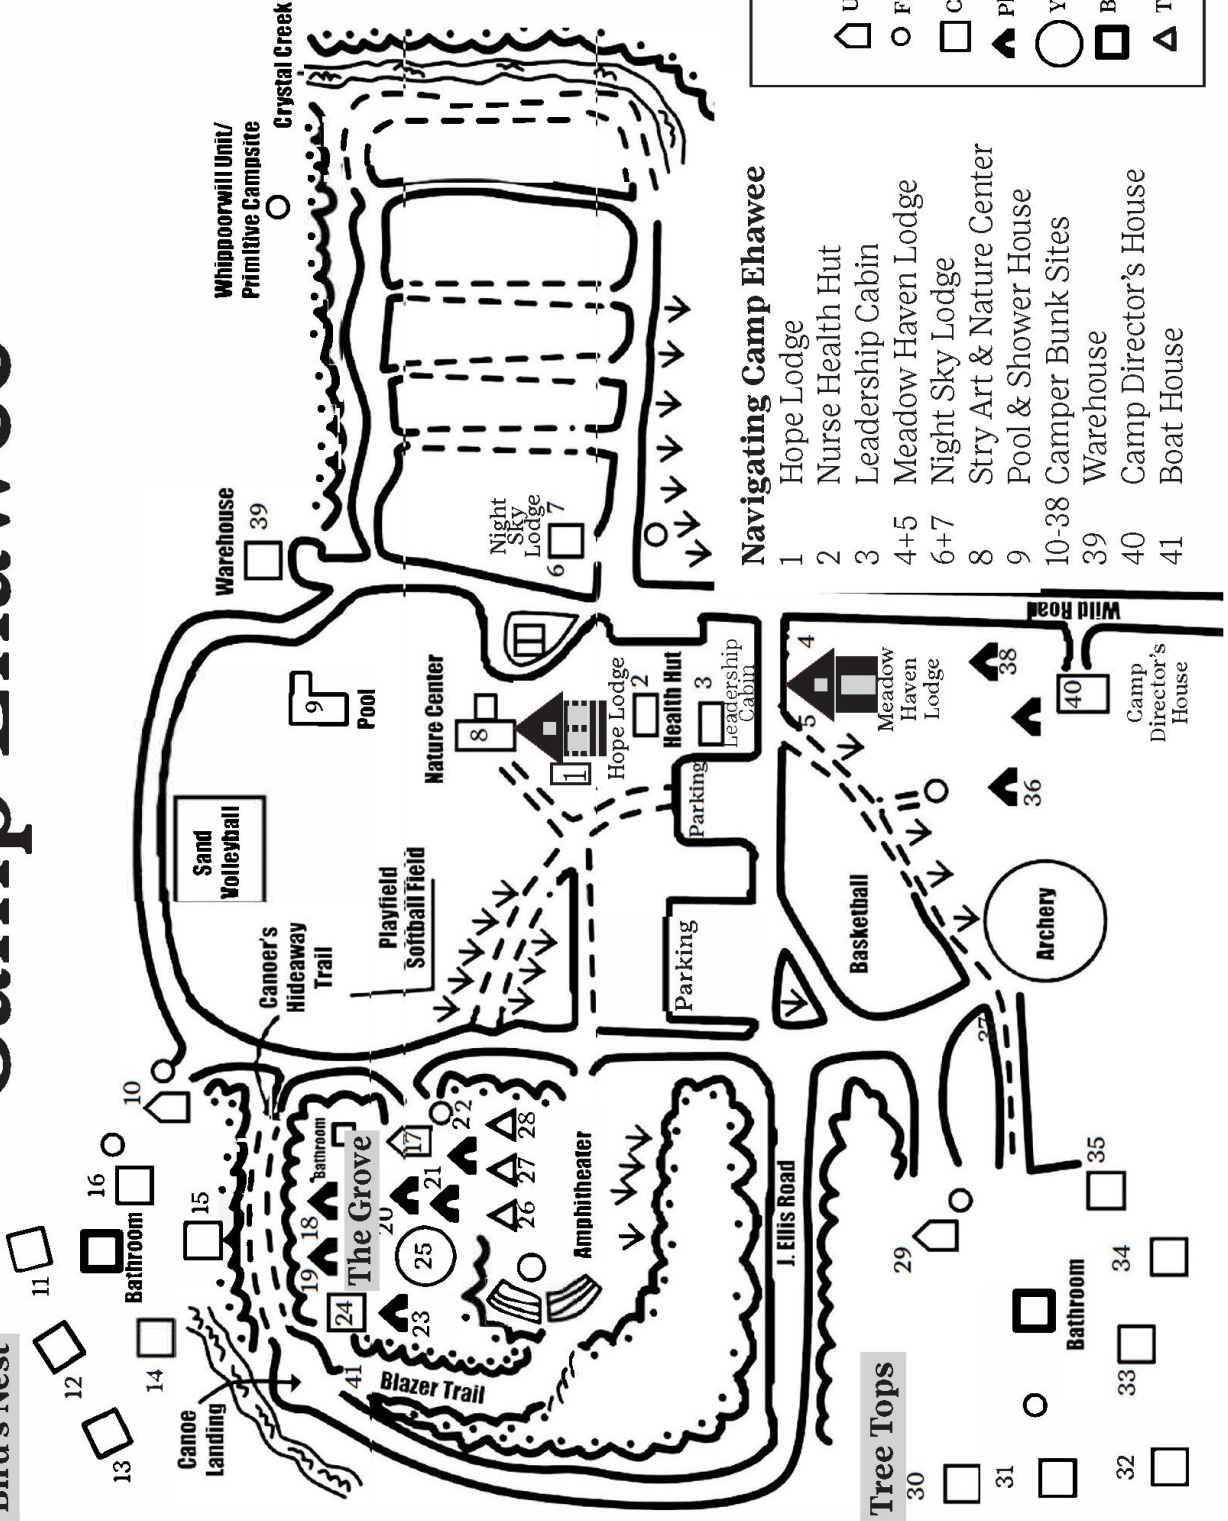 Camp Ehawee
Bird's Nest
11
12
13
14
15
16
Bathroom
10
Canoe
Landing
Canoer's
Hideaway
Trail
Sand
Volleyball
9
Pool
Warehouse
39
Whippoorwill Unit/
Primitive Campsite
Crystal Creek
18
19
Bathroom
The Grove
24
41
20
17
21
22
23
25
Blazer Trail
26
27
28
Amphitheater
Playfield
Softball Field
Nature Center
8
1
Hope Lodge
2
Health Hut
3
Leadership
Cabin
Night
Sky
Lodge
6
7
Parking
Parking
J. Ellis Road
Basketball
5
4
Meadow
Haven
Lodge
Archery
36
37
38
40
Camp
Director's
House
Wild Road
Tree Tops
29
30
31
32
33
34
35
Bathroom
Navigating Camp Ehawee
1 Hope Lodge
2 Nurse Health Hut
3 Leadership Cabin
4+5 Meadow Haven Lodge
6+7 Night Sky Lodge
8 Stry Art & Nature Center
9 Pool & Shower House
10-38 Camper Bunk Sites
39 Warehouse
40 Camp Director's House
41 Boat House
U
F
C
Pl
Y
B
T